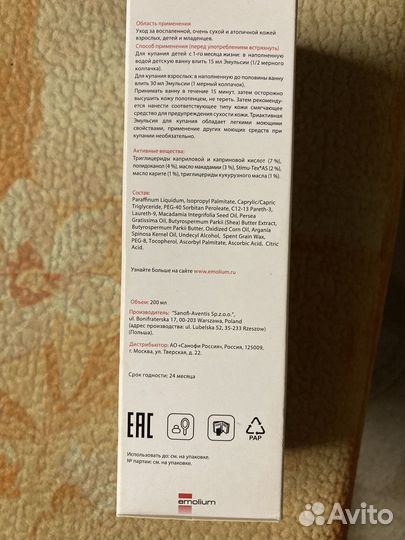 Область применения
Уход за воспаленной, очень сухой и атопичной кожей
взрослых, детей и младенцев.
Способ применения (перед употреблением встряхнуть)
Для купания детей с 1-го месяца жизни: в наполненную
водой детскую ванну влить 15 мл Эмульсии (1/2 мерного
колпачка).
Для купания взрослых: в наполненную до половины ванну
влить 30 мл Эмульсии (1 мерный колпачок).
Принимать ванну в течение 15 минут, затем осторожно
высушить кожу полотенцем, не тереть. Затем рекоменду-
ется нанести соответствующее типу кожи смягчающее
средство для предупреждения сухости кожи. Триактивная
Эмульсия для купания обладает легкими моющими
свойствами, применение других моющих средств при
купании необязательно.
Активные вещества:
Триглицериды каприловой и каприновой кислот (7 %),
полидоканол (4 %), масло макадамии (3 %), Stimu-Tex®AS (2 %),
масло карите (1 %), триглицериды кукурузного масла (1 %).
Состав:
Paraffinum Liquidum, Isopropyl Palmitate, Caprylic/Capric
Triglyceride, PEG-40 Sorbitan Peroleate, C12-13 Pareth-3,
Laureth-9, Macadamia Integrifolia Seed Oil, Persea
Gratissima Oil, Butyrospermum Parkii (Shea) Butter Extract,
Butyrospermum Parkii Butter, Oxidized Corn Oil, Argania
Spinosa Kernel Oil, Undecyl Alcohol, Spent Grain Wax,
PEG-8, Tocopherol, Ascorbyl Palmitate, Ascorbic Acid, Citric
Acid.
Узнайте больше на сайте www.emolium.ru
Объем: 200 мл
Производитель: "Sanofi-Aventis Sp.z.o.o.",
ul. Bonifraterska 17, 00-203 Warszawa, Poland
(адрес производства: ul. Lubelska 52, 35-233 Rzeszow)
(Польша).
Дистрибьютор: АО «Санофи Россия», Россия, 125009,
г. Москва, ул. Тверская, д. 22.
Срок годности: 24 месяца
EAC
PAP
Использовать до: см. на упаковке.
№ партии: см. на упаковке.
emolium
Avito